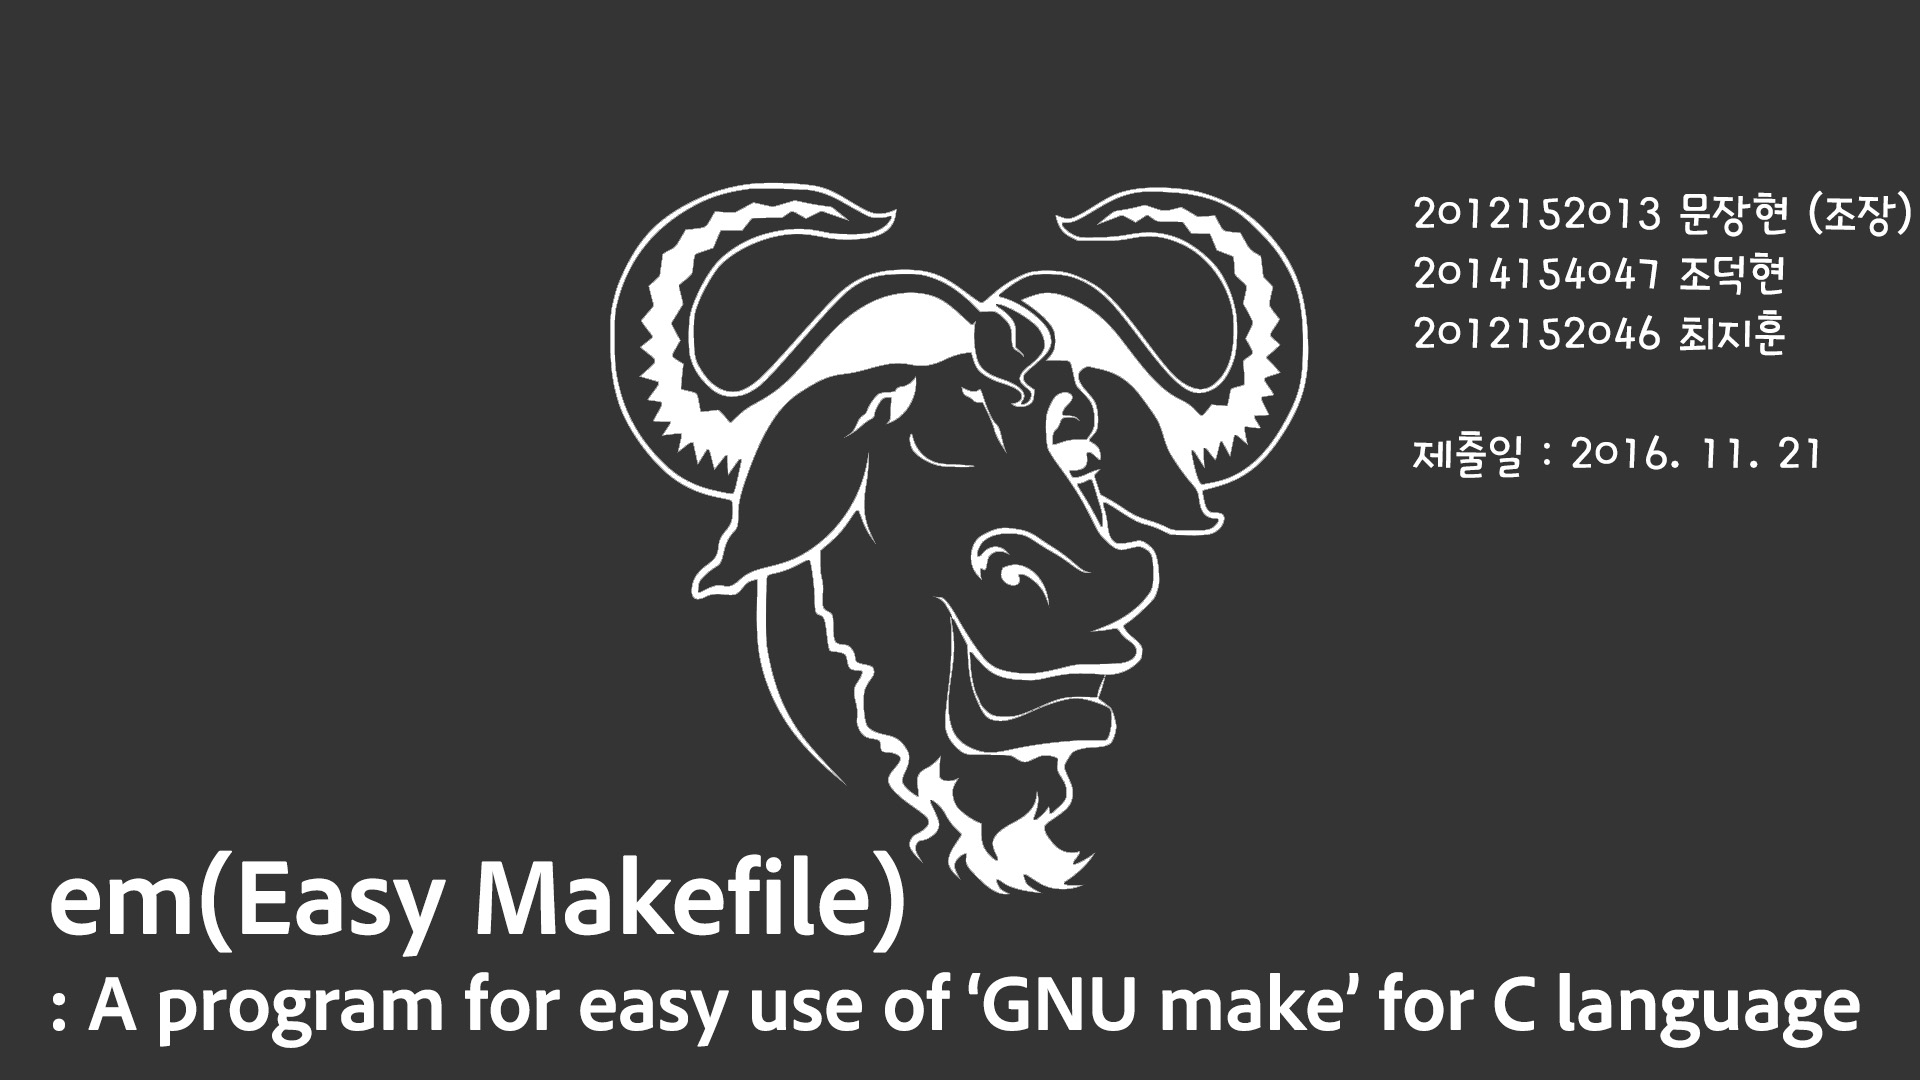 2012152013 문장현 (조장)
2014154047 조덕현
2012152046 최지훈
제출일 : 2016. 11. 21
em(Easy Makefile)
: A program for easy use of ‘GNU make’ for C language